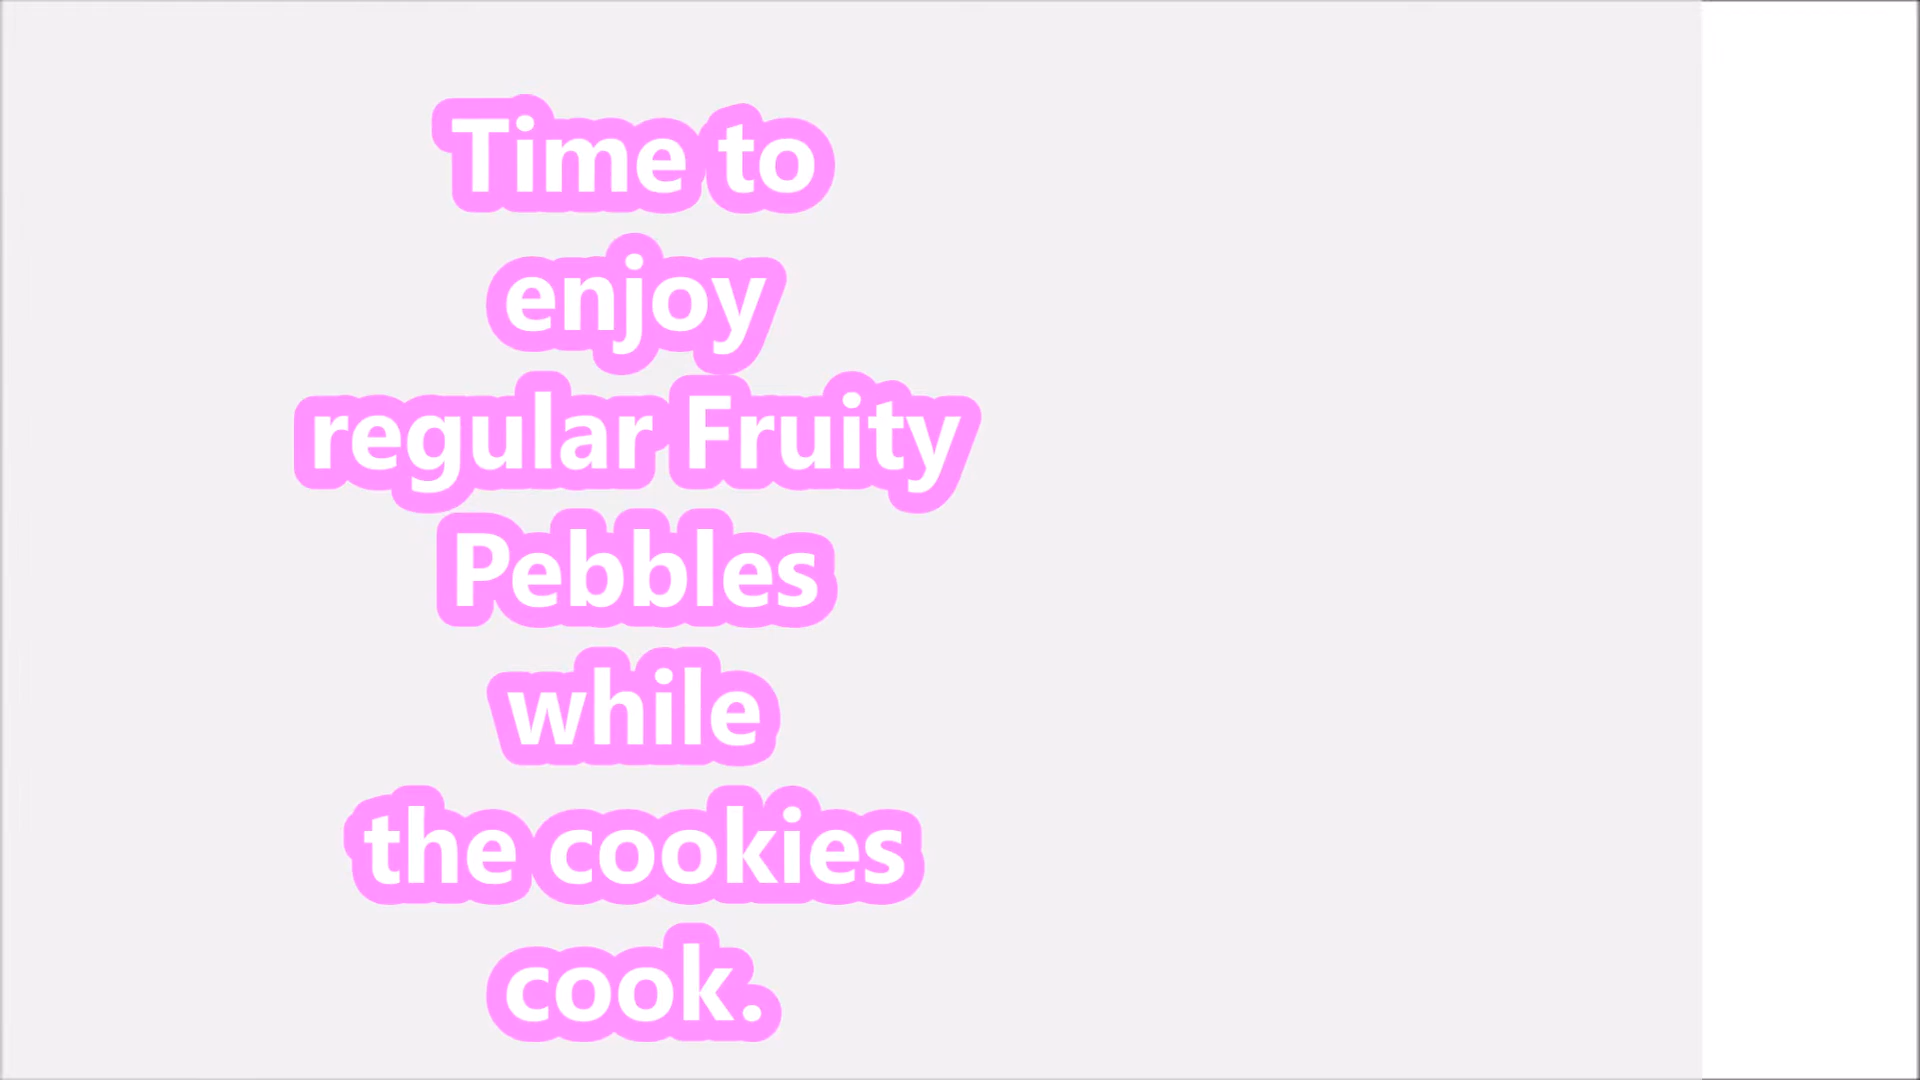 Time to
enjoy
regular Fruity
Pebbles
while
the cookies
cook.